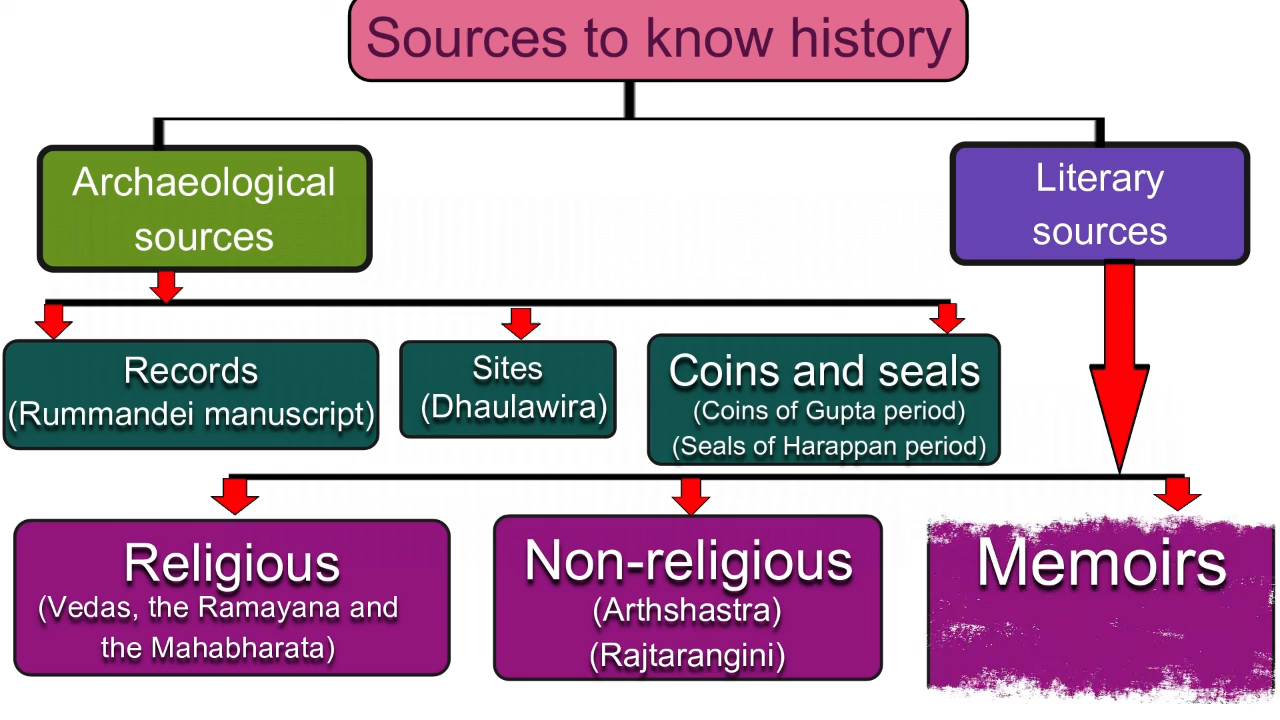 Sources to know history
Archaeological
sources
Literary
sources
Records
(Rummandei manuscript)
Sites
(Dhaulawira)
Coins and seals
(Coins of Gupta period)
(Seals of Harappan period)
Religious
(Vedas, the Ramayana and
the Mahabharata)
Non-religious
(Arthshastra)
(Rajtarangini)
Memoirs